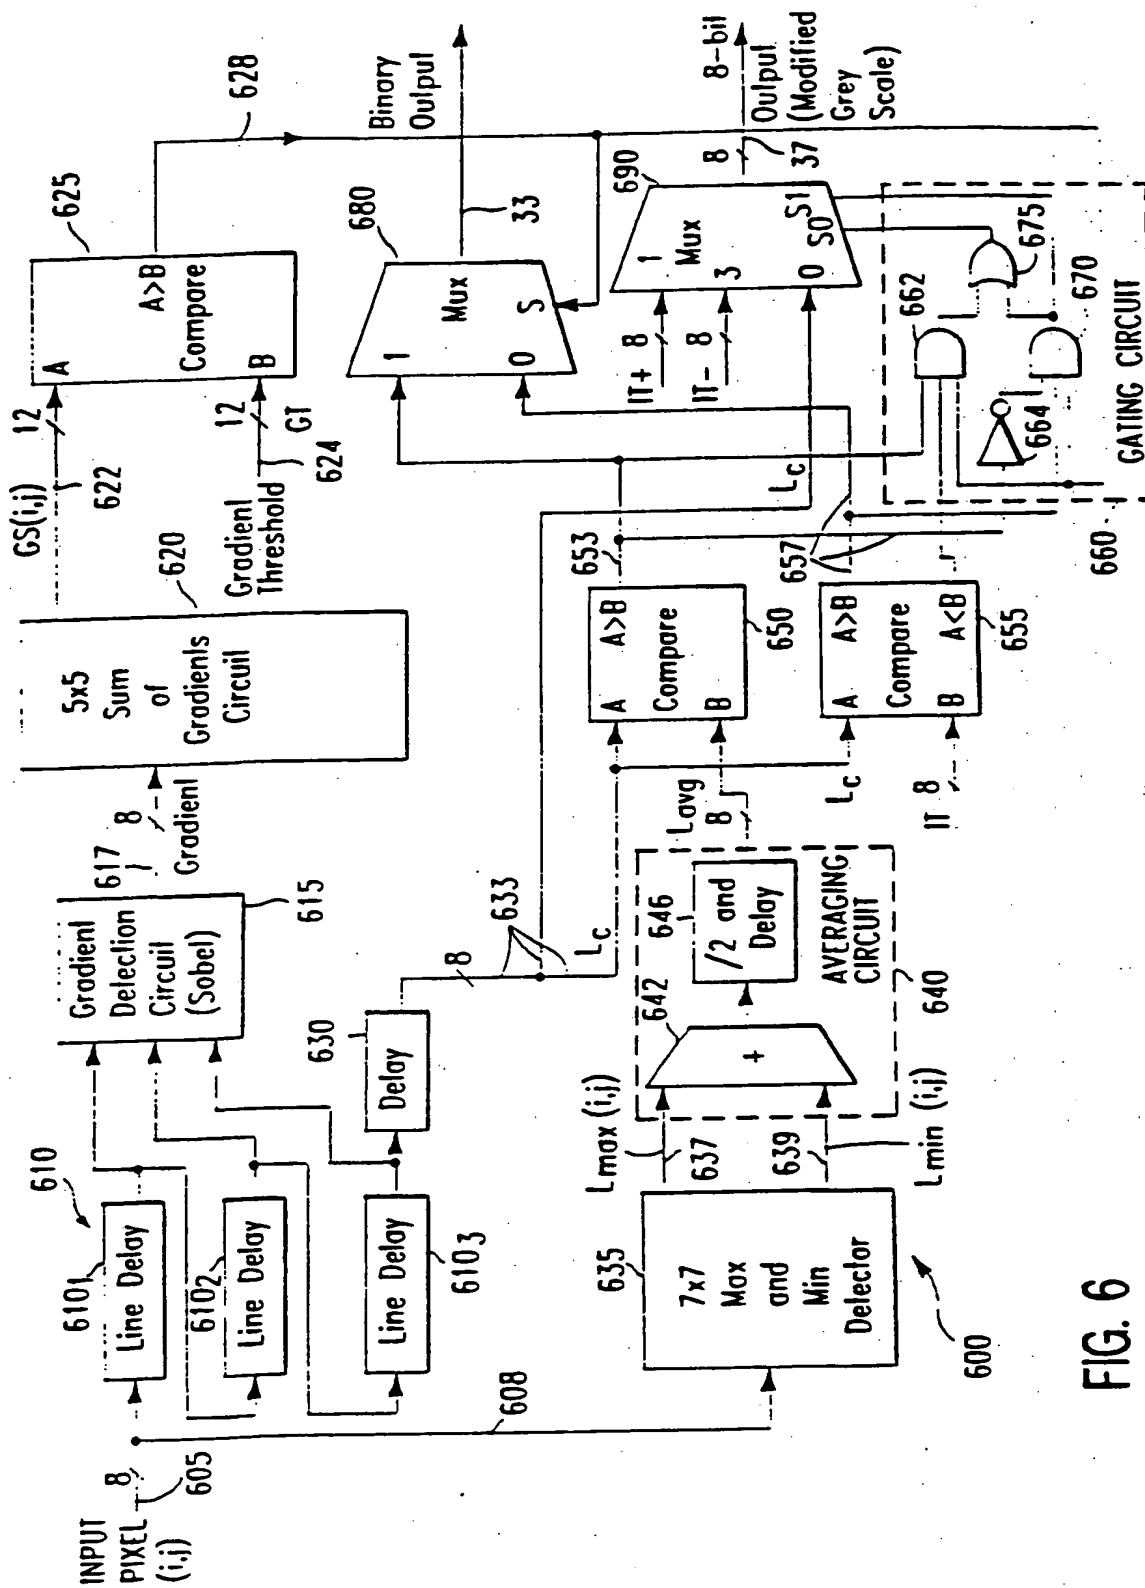 INPUT
PIXEL
(i,j)
8
605
608
610
610₁
Line Delay
610₂
Line Delay
610₃
Line Delay
630
Delay
Gradient
Detection
Circuit
(Sobel)
615
617
8
Gradient
5x5
Sum
of
Gradients
Circuit
620
GS(i,j)
12
622
Gradient
Threshold
12
GT
624
A
B
A>B
Compare
625
628
8
633
Lc
635
7x7
Max
and
Min
Detector
600
Lmax (i,j)
637
639
Lmin (i,j)
642
+
646
/2 and
Delay
AVERAGING
CIRCUIT
640
Lavg
8
Lc
IT
8
A
B
A>B
Compare
650
653
A
B
A>B
Compare
A<B
655
657
Lc
1
0
Mux
S
680
33
Binary
Output
IT+
8
IT-
8
1
Mux
3
0
S0
S1
690
8
37
8-bit
Output
(Modified
Grey
Scale)
662
664
670
675
660
GATING CIRCUIT
FIG. 6